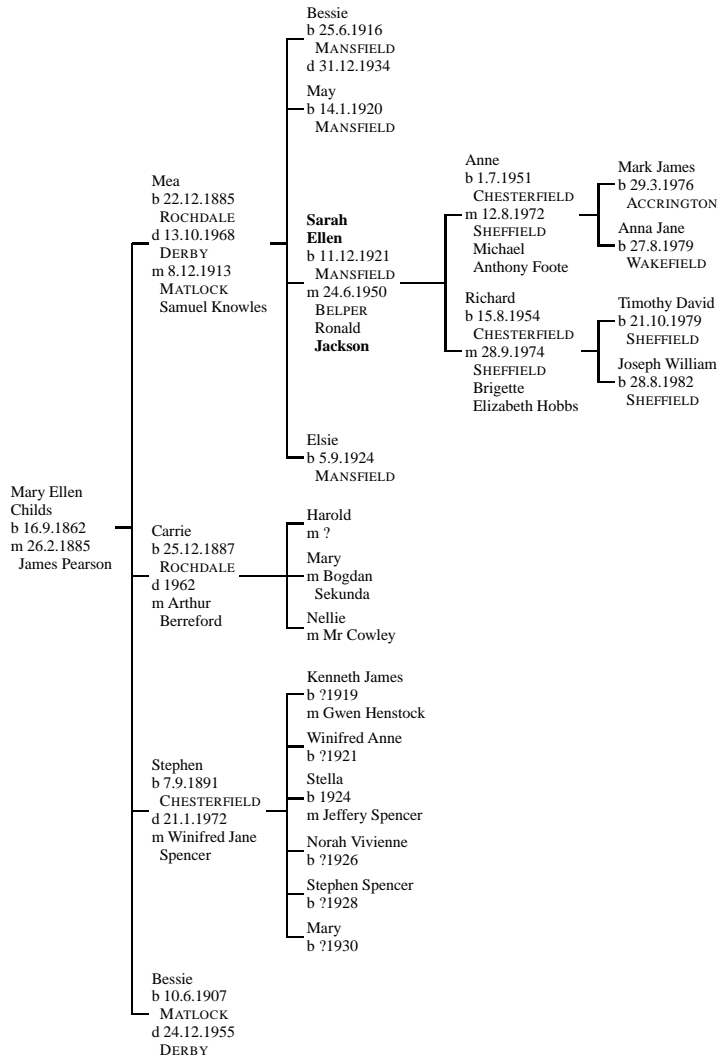 Mary Ellen
Childs
b 16.9.1862
m 26.2.1885
James Pearson
Mea
b 22.12.1885
ROCHDALE
d 13.10.1968
DERBY
m 8.12.1913
MATLOCK
Samuel Knowles
Bessie
b 25.6.1916
MANSFIELD
d 31.12.1934
May
b 14.1.1920
MANSFIELD
Sarah
Ellen
b 11.12.1921
MANSFIELD
m 24.6.1950
BELPER
Ronald
Jackson
Anne
b 1.7.1951
CHESTERFIELD
m 12.8.1972
SHEFFIELD
Michael
Anthony Foote
Mark James
b 29.3.1976
ACCRINGTON
Anna Jane
b 27.8.1979
WAKEFIELD
Richard
b 15.8.1954
CHESTERFIELD
m 28.9.1974
SHEFFIELD
Brigette
Elizabeth Hobbs
Timothy David
b 21.10.1979
SHEFFIELD
Joseph William
b 28.8.1982
SHEFFIELD
Elsie
b 5.9.1924
MANSFIELD
Carrie
b 25.12.1887
ROCHDALE
d 1962
m Arthur
Berreford
Harold
m ?
Mary
m Bogdan
Sekunda
Nellie
m Mr Cowley
Stephen
b 7.9.1891
CHESTERFIELD
d 21.1.1972
m Winifred Jane
Spencer
Kenneth James
b ?1919
m Gwen Henstock
Winifred Anne
b ?1921
Stella
b 1924
m Jeffery Spencer
Norah Vivienne
b ?1926
Stephen Spencer
b ?1928
Mary
b ?1930
Bessie
b 10.6.1907
MATLOCK
d 24.12.1955
DERBY